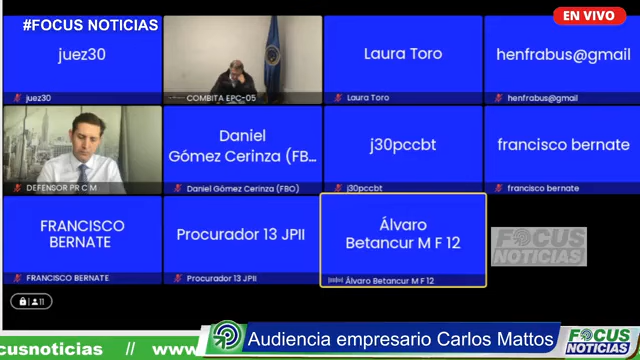 #FOCUS NOTICIAS
EN VIVO
juez30
Laura Toro
henfrabus@gmail
juez30
COMBITA EPC-05
Laura Toro
henfrabus@gmail
Daniel
Gómez Cerinza (FB...
j30pccbt
francisco bernate
DEFENSOR PR C M
Daniel Gómez Cerinza (FBO)
j30pccbt
francisco bernate
FRANCISCO
BERNATE
Procurador 13 JPII
Álvaro
Betancur M F 12
FOCUS
NOTICIAS
FRANCISCO BERNATE
Procurador 13 JPII
Álvaro Betancur M F 12
11
cusnoticias // www.
Audiencia empresario Carlos Mattos
FOCUS
NOTICIAS